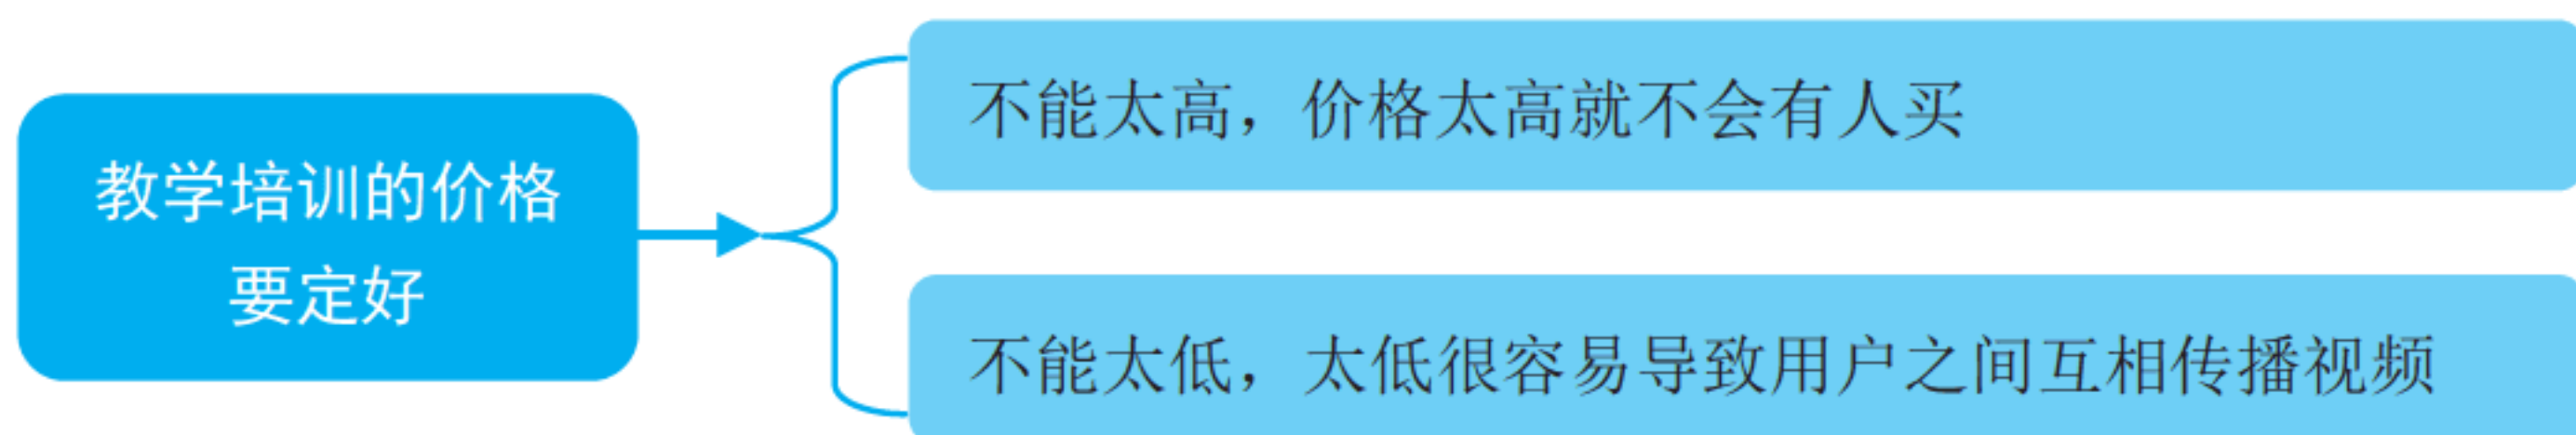 教学培训的价格
要定好
不能太高，价格太高就不会有人买
不能太低，太低很容易导致用户之间互相传播视频